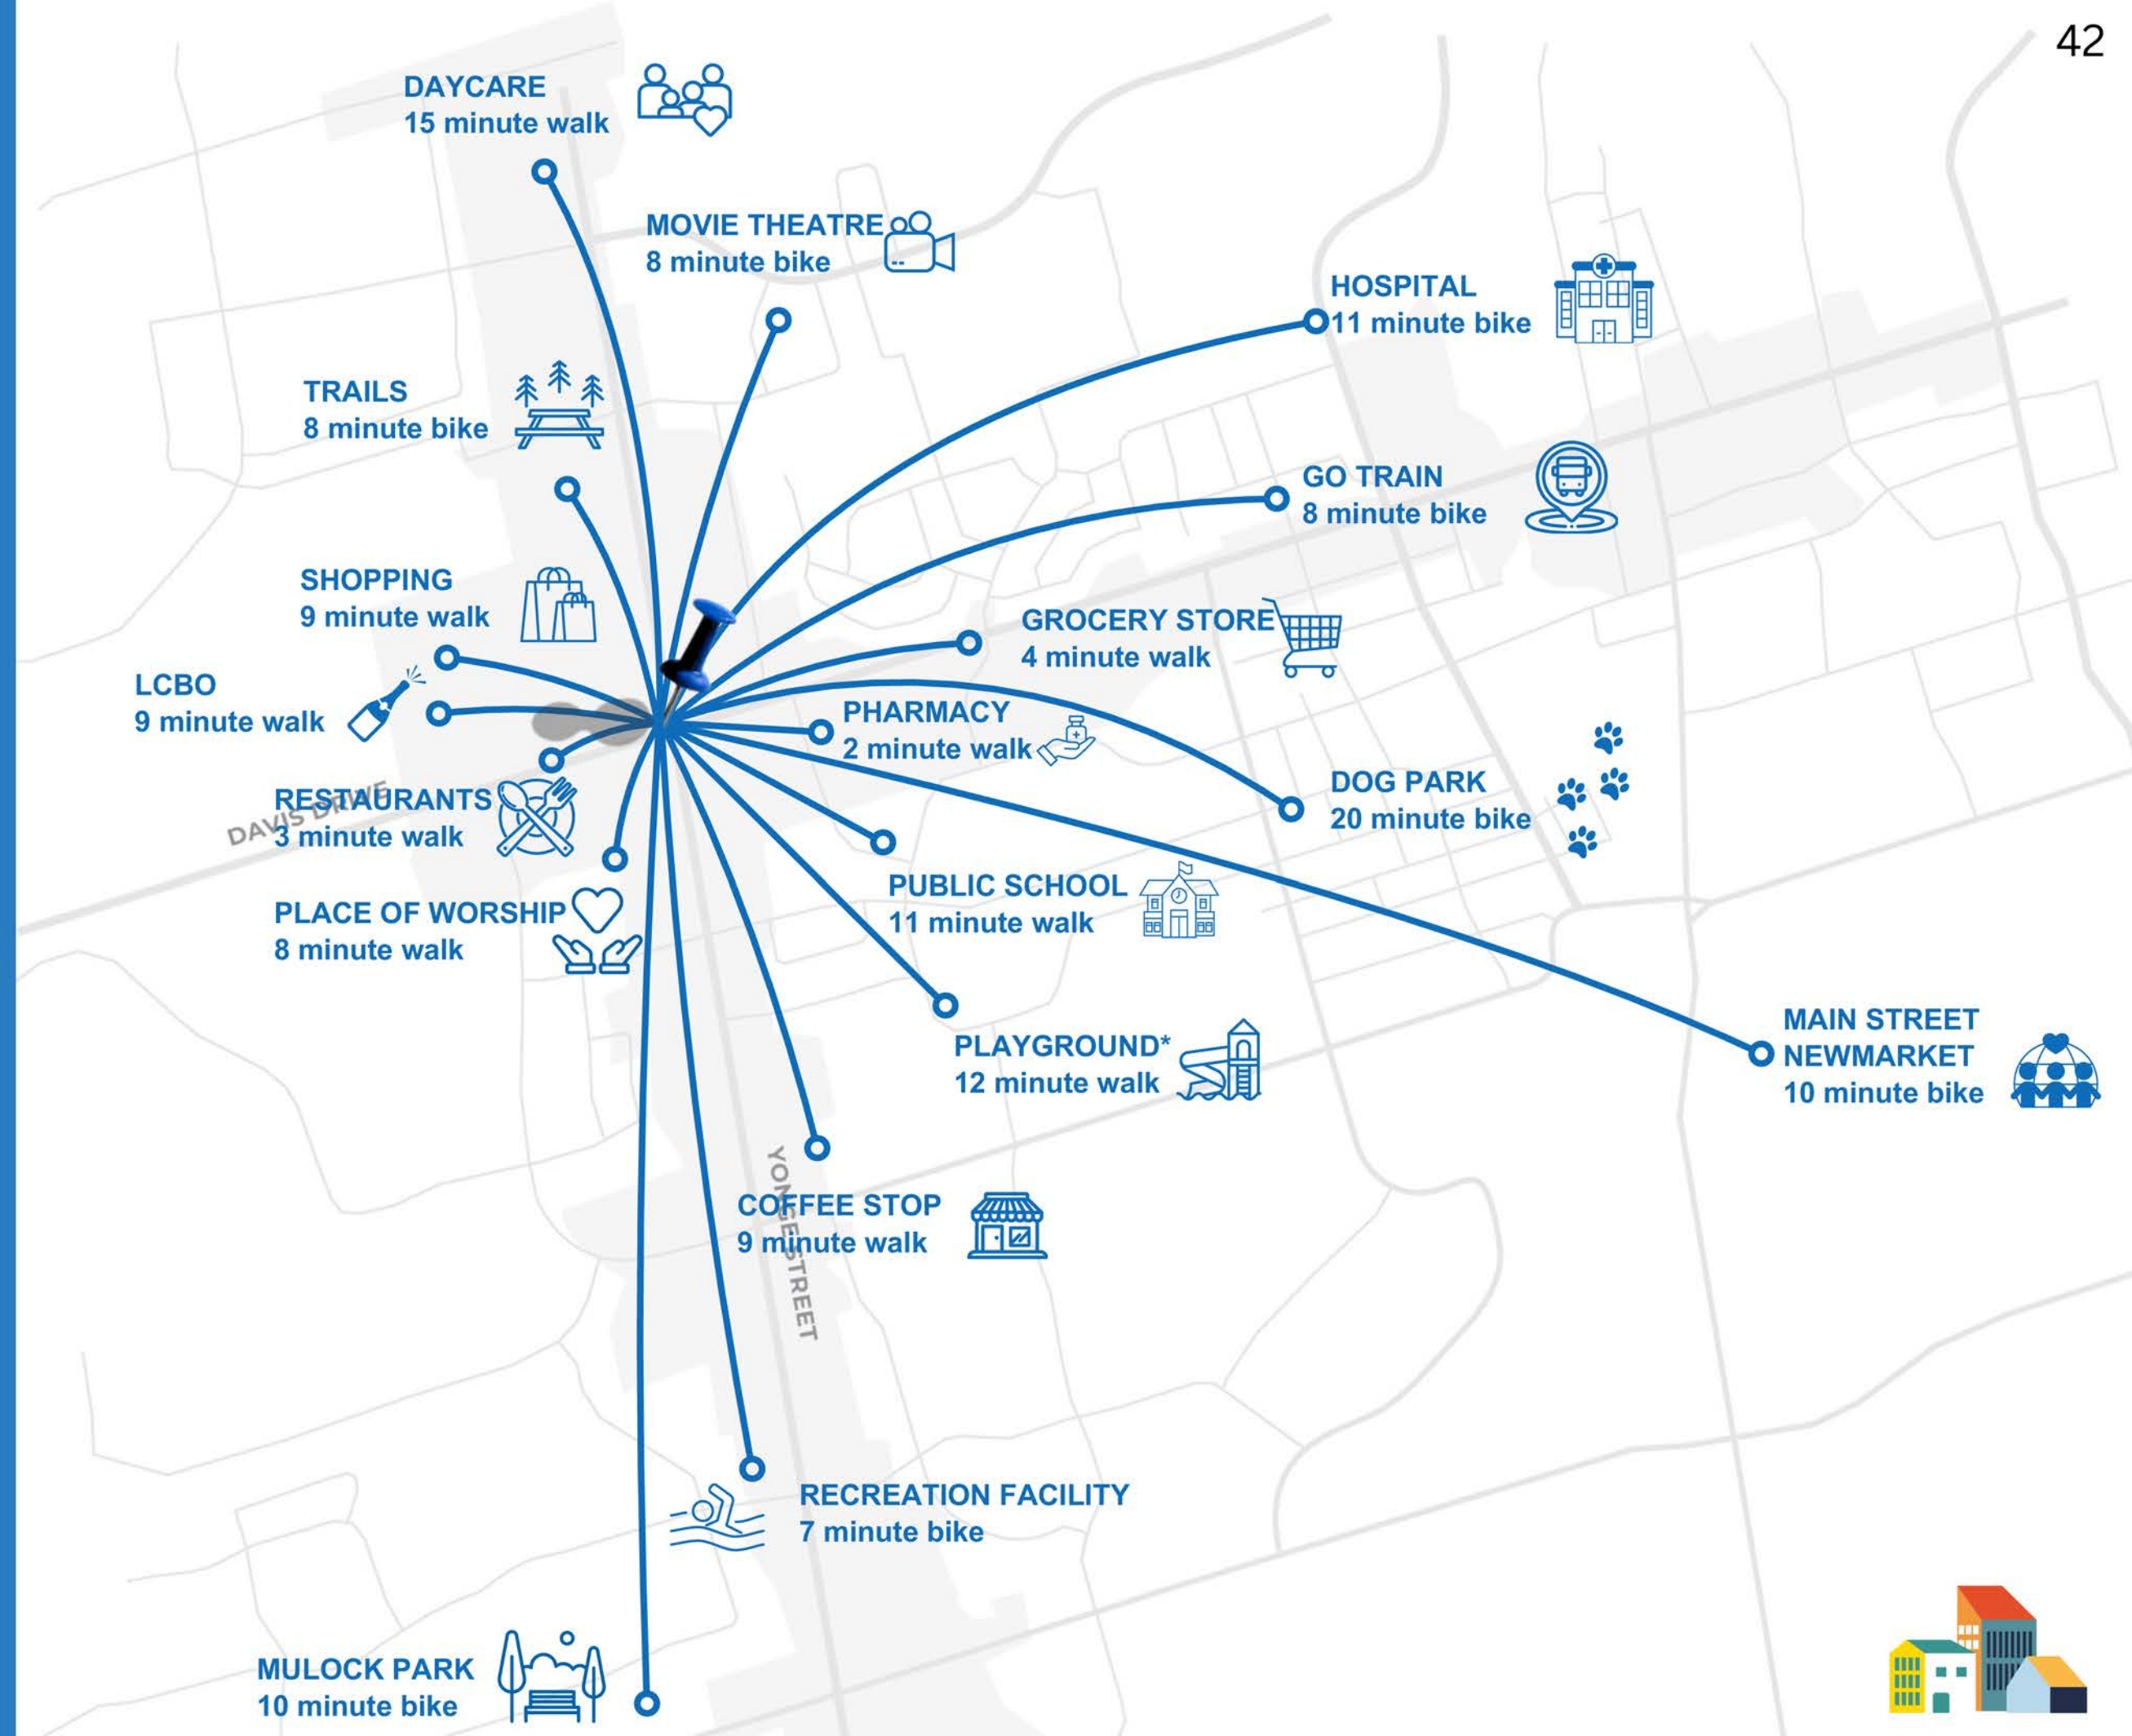 42
DAYCARE
15 minute walk
MOVIE THEATRE
8 minute bike
HOSPITAL
11 minute bike
TRAILS
8 minute bike
GO TRAIN
8 minute bike
SHOPPING
9 minute walk
GROCERY STORE
4 minute walk
LCBO
9 minute walk
PHARMACY
2 minute walk
DAVIS DRIVE
RESTAURANTS
3 minute walk
DOG PARK
20 minute bike
PLACE OF WORSHIP
8 minute walk
PUBLIC SCHOOL
11 minute walk
PLAYGROUND*
12 minute walk
MAIN STREET
NEWMARKET
10 minute bike
YONGE STREET
COFFEE STOP
9 minute walk
RECREATION FACILITY
7 minute bike
MULOCK PARK
10 minute bike